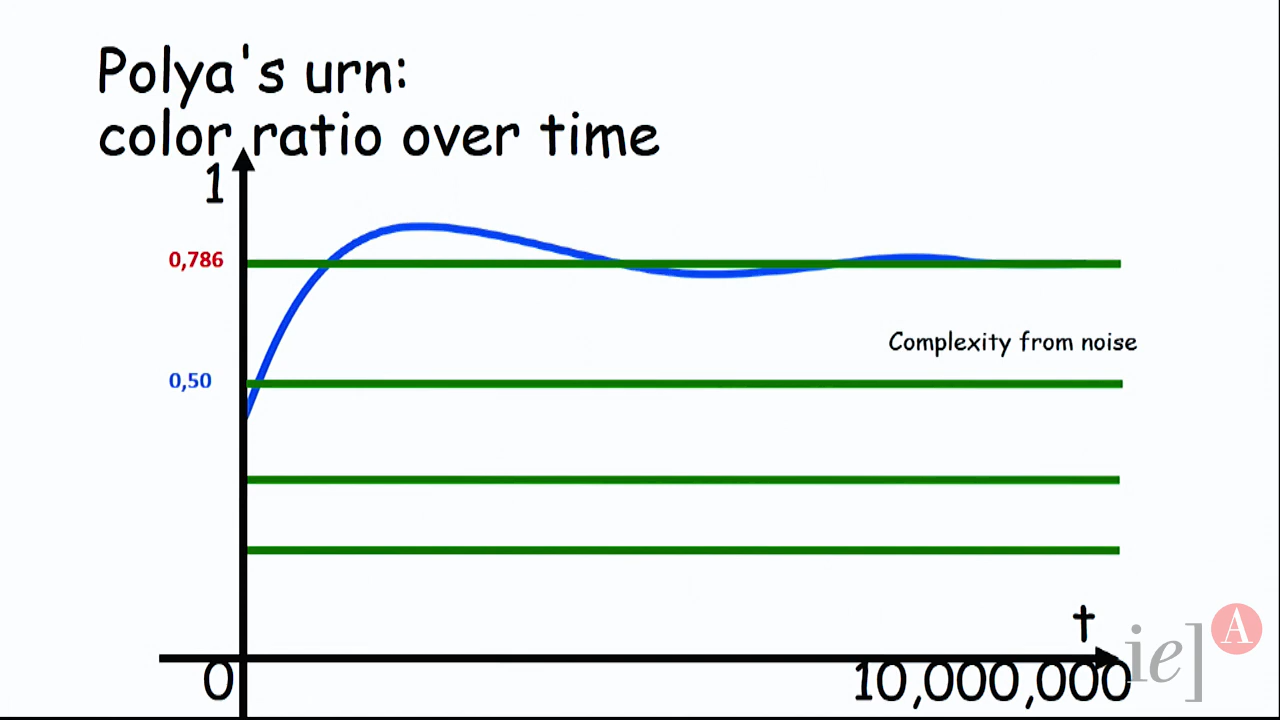 Polya's urn:
color ratio over time
1
0,786
Complexity from noise
0,50
t
0
10,000,000
ie]
A